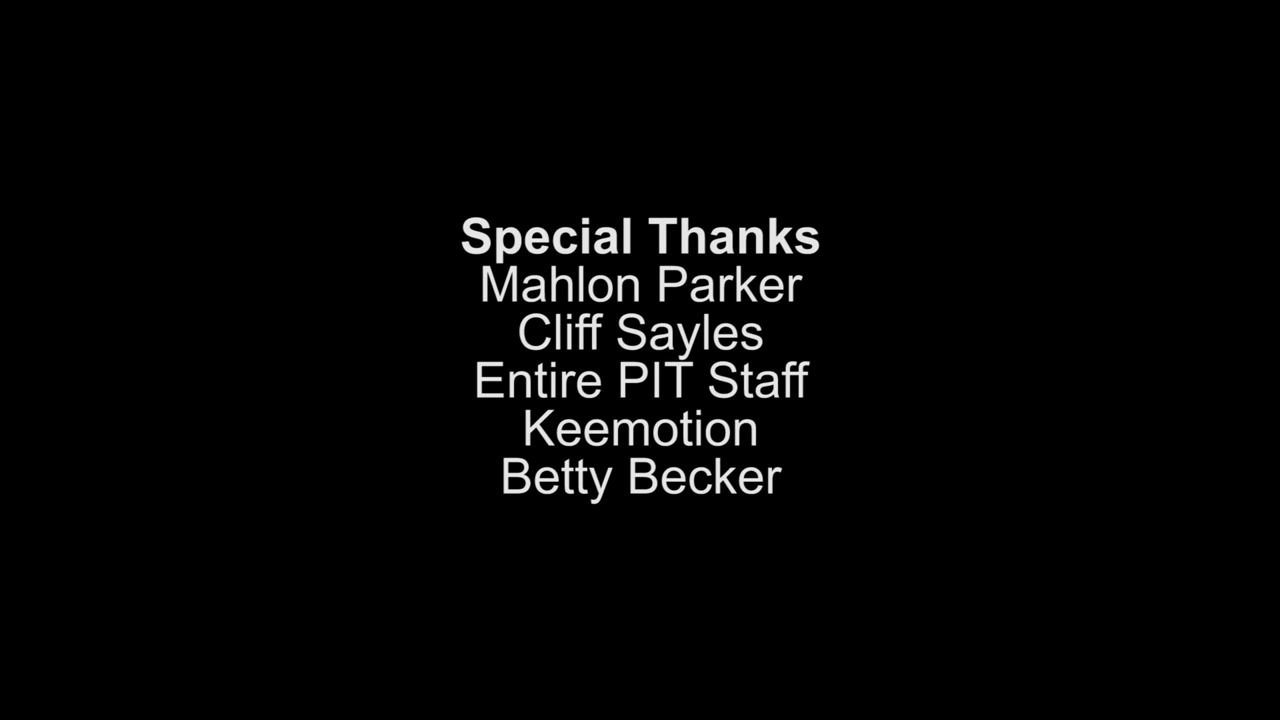 Special Thanks
Mahlon Parker
Cliff Sayles
Entire PIT Staff
Keemotion
Betty Becker